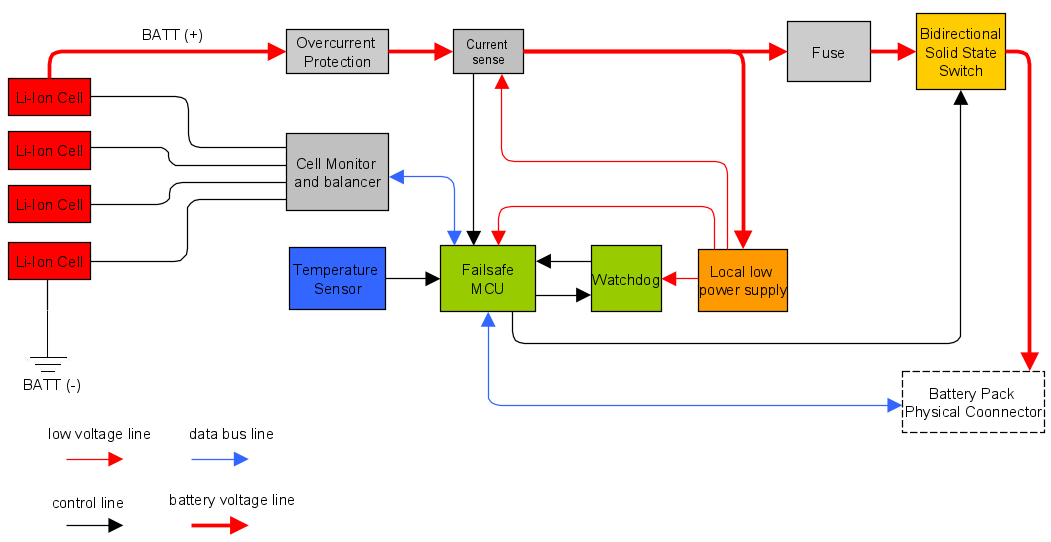 BATT (+)
Overcurrent
Protection
Current
sense
Fuse
Bidirectional
Solid State
Switch
Li-Ion Cell
Li-Ion Cell
Li-Ion Cell
Li-Ion Cell
Cell Monitor
and balancer
Temperature
Sensor
Failsafe
MCU
Watchdog
Local low
power supply
BATT (-)
Battery Pack
Physical Coonnector
low voltage line
data bus line
control line
battery voltage line